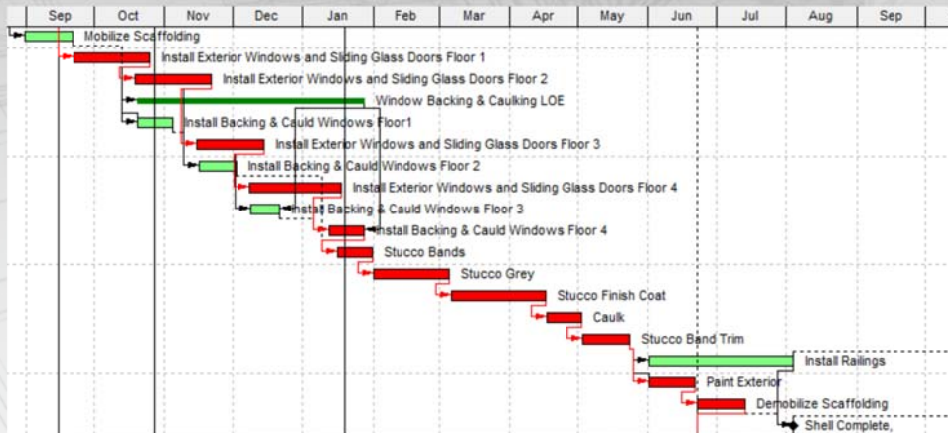 Sep Oct Nov Dec Jan Feb Mar Apr May Jun Jul Aug Sep
Mobilize Scaffolding
Install Exterior Windows and Sliding Glass Doors Floor 1
Install Exterior Windows and Sliding Glass Doors Floor 2
Window Backing & Caulking LOE
Install Backing & Cauld Windows Floor1
Install Exterior Windows and Sliding Glass Doors Floor 3
Install Backing & Cauld Windows Floor 2
Install Exterior Windows and Sliding Glass Doors Floor 4
Install Backing & Cauld Windows Floor 3
Install Backing & Cauld Windows Floor 4
Stucco Bands
Stucco Grey
Stucco Finish Coat
Caulk
Stucco Band Trim
Install Railings
Paint Exterior
Demobilize Scaffolding
Shell Complete,